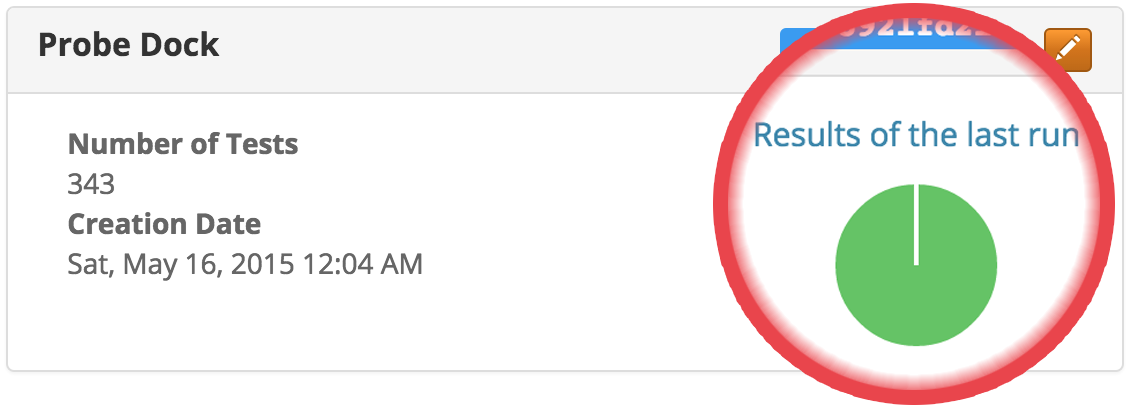 Probe Dock
Number of Tests
343
Creation Date
Sat, May 16, 2015 12:04 AM
Results of the last run